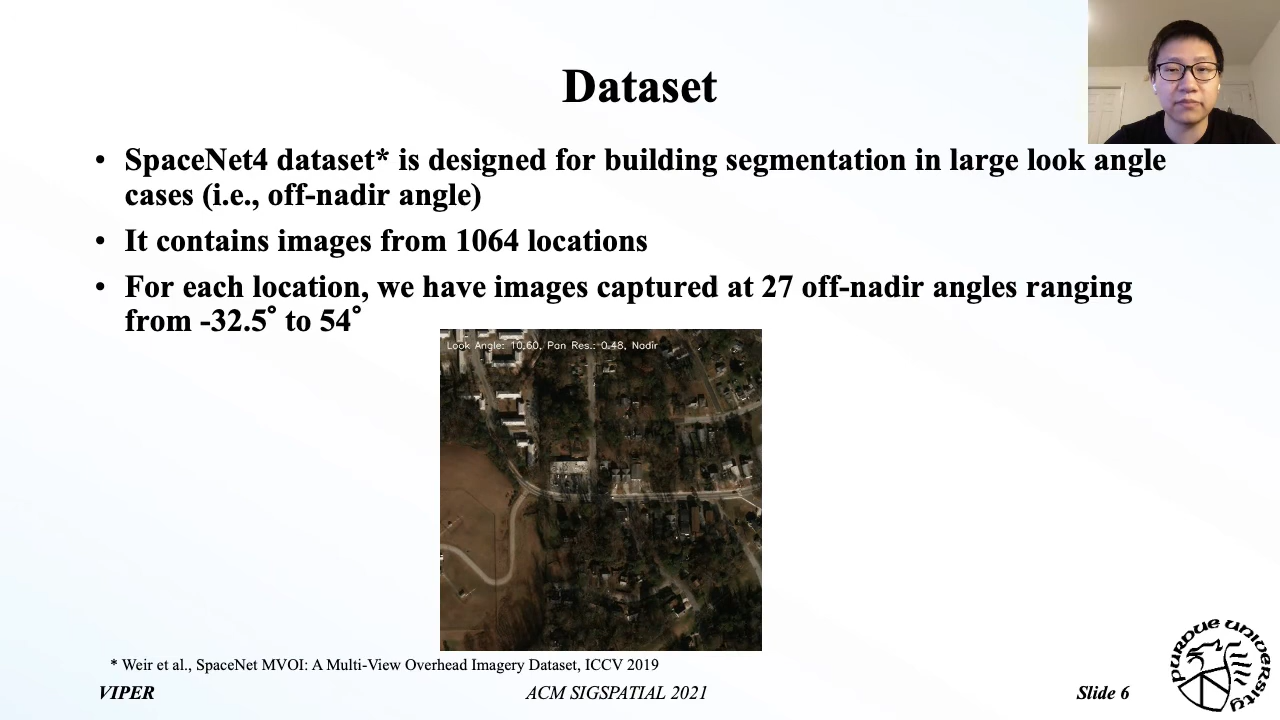 Dataset
• SpaceNet4 dataset* is designed for building segmentation in large look angle
cases (i.e., off-nadir angle)
• It contains images from 1064 locations
• For each location, we have images captured at 27 off-nadir angles ranging
from -32.5° to 54°
Look Angle: 10.60, Pan Res.: 0.48, Nadir
* Weir et al., SpaceNet MVOI: A Multi-View Overhead Imagery Dataset, ICCV 2019
VIPER
ACM SIGSPATIAL 2021
Slide 6
PURDUE UNIVERSITY